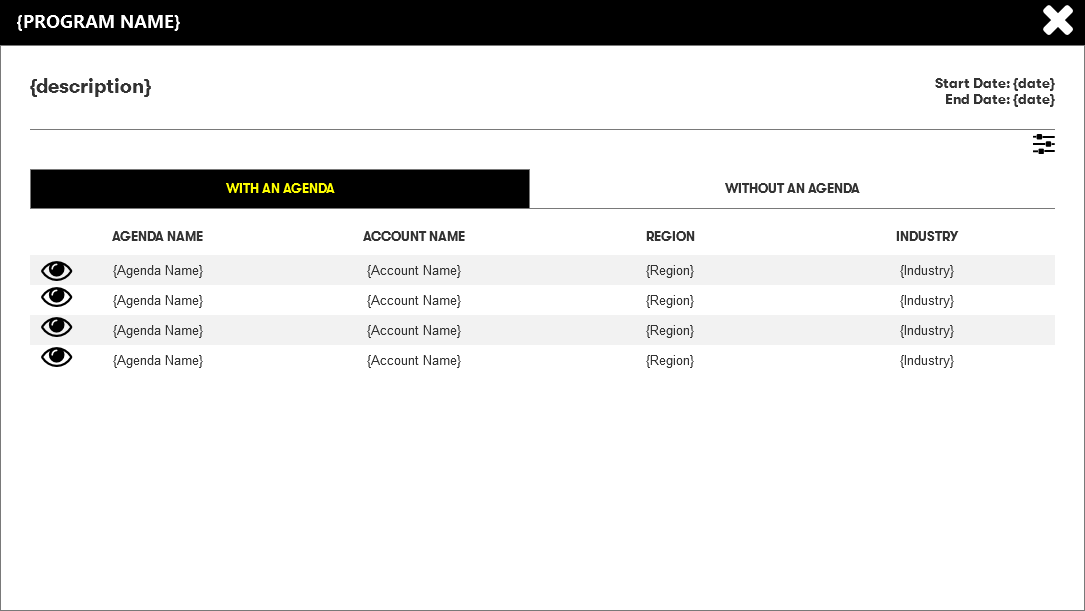 {PROGRAM NAME}
{description}
Start Date: {date}
End Date: {date}
WITH AN AGENDA WITHOUT AN AGENDA
AGENDA NAME ACCOUNT NAME REGION INDUSTRY
{Agenda Name} {Account Name} {Region} {Industry}
{Agenda Name} {Account Name} {Region} {Industry}
{Agenda Name} {Account Name} {Region} {Industry}
{Agenda Name} {Account Name} {Region} {Industry}